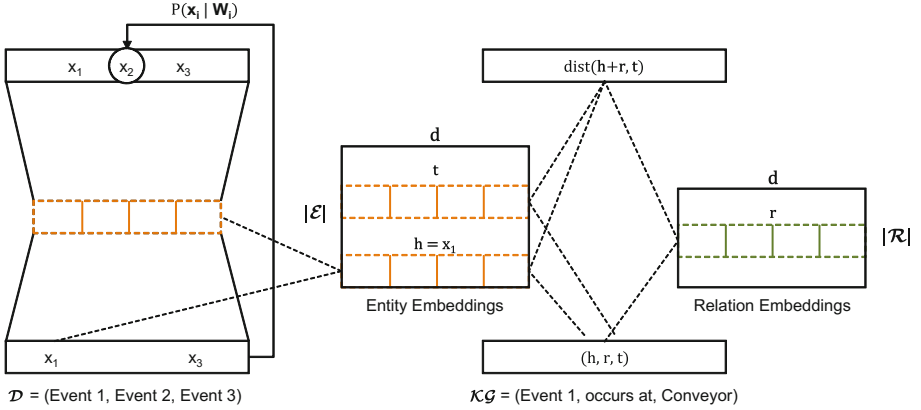 P(x_i | W_i)
x_1 x_2 x_3
dist(h+r, t)
d
t
|ℰ|
h = x_1
Entity Embeddings
d
r
|ℛ|
Relation Embeddings
x_1 x_3
(h, r, t)
𝒟 = (Event 1, Event 2, Event 3)
𝒦𝒢 = (Event 1, occurs at, Conveyor)